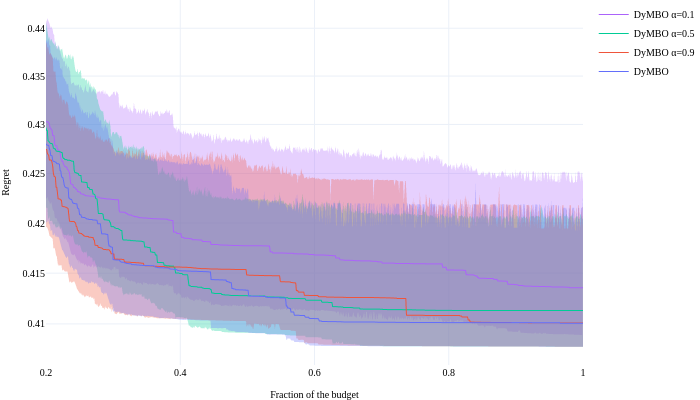 0.44
0.435
0.43
0.425
0.42
0.415
0.41
Regret
0.2
0.4
0.6
0.8
1
Fraction of the budget
DyMBO α=0.1
DyMBO α=0.5
DyMBO α=0.9
DyMBO